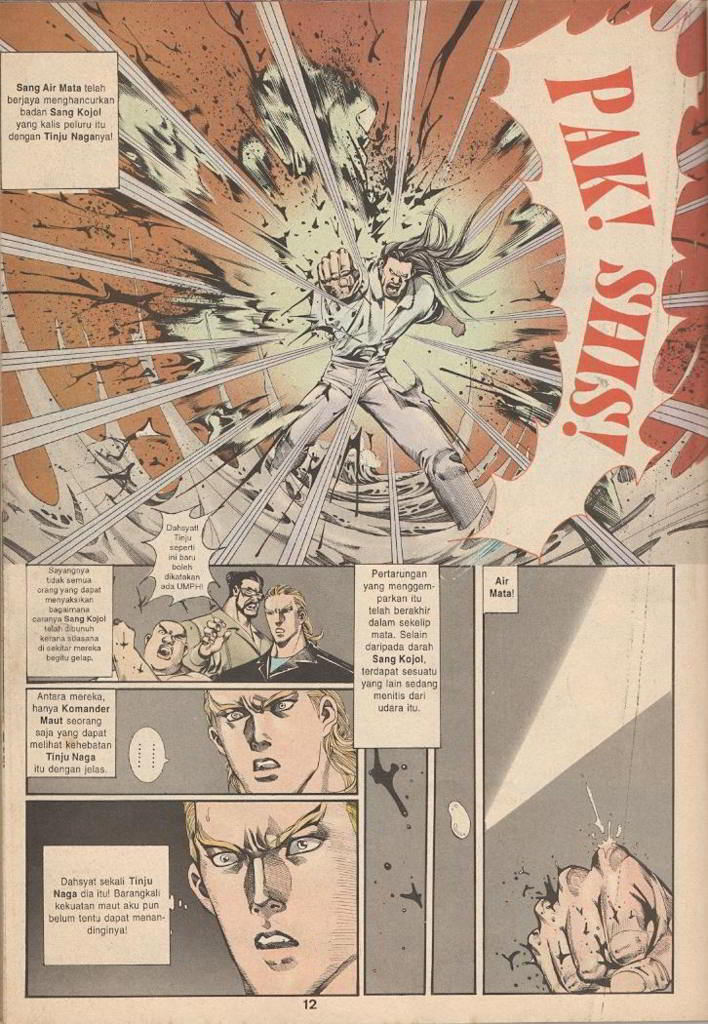 Sang Air Mata telah
berjaya menghancurkan
badan Sang Kojol
yang kalis peluru itu
dengan Tinju Naganya!
PAK! SHIS!
Dahsyat!
Tinju
seperti
ini baru
boleh
dikatakan
ada UMPH!
Sayangnya
tidak semua
orang yang dapat
menyaksikan
bagaimana
caranya Sang Kojol
telah dibunuh
kerana suasana
di sekitar mereka
begitu gelap.
Antara mereka,
hanya Komander
Maut seorang
saja yang dapat
melihat kehebatan
Tinju Naga
itu dengan jelas.
Dahsyat sekali Tinju
Naga dia itu! Barangkali
kekuatan maut aku pun
belum tentu dapat menan-
dinginya!
Pertarungan
yang menggem-
parkan itu
telah berakhir
dalam sekelip
mata. Selain
daripada darah
Sang Kojol,
terdapat sesuatu
yang lain sedang
menitis dari
udara itu.
Air
Mata!
12